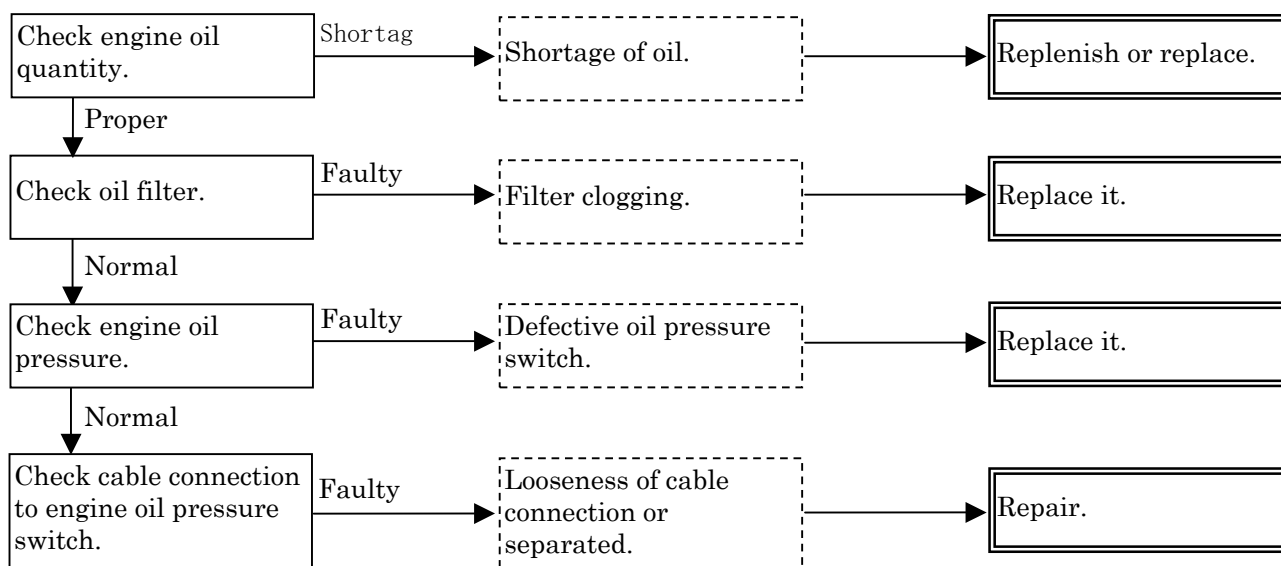 Check engine oil
quantity.
Shortag
Shortage of oil.
Replenish or replace.
Proper
Check oil filter.
Faulty
Filter clogging.
Replace it.
Normal
Check engine oil
pressure.
Faulty
Defective oil pressure
switch.
Replace it.
Normal
Check cable connection
to engine oil pressure
switch.
Faulty
Looseness of cable
connection or
separated.
Repair.